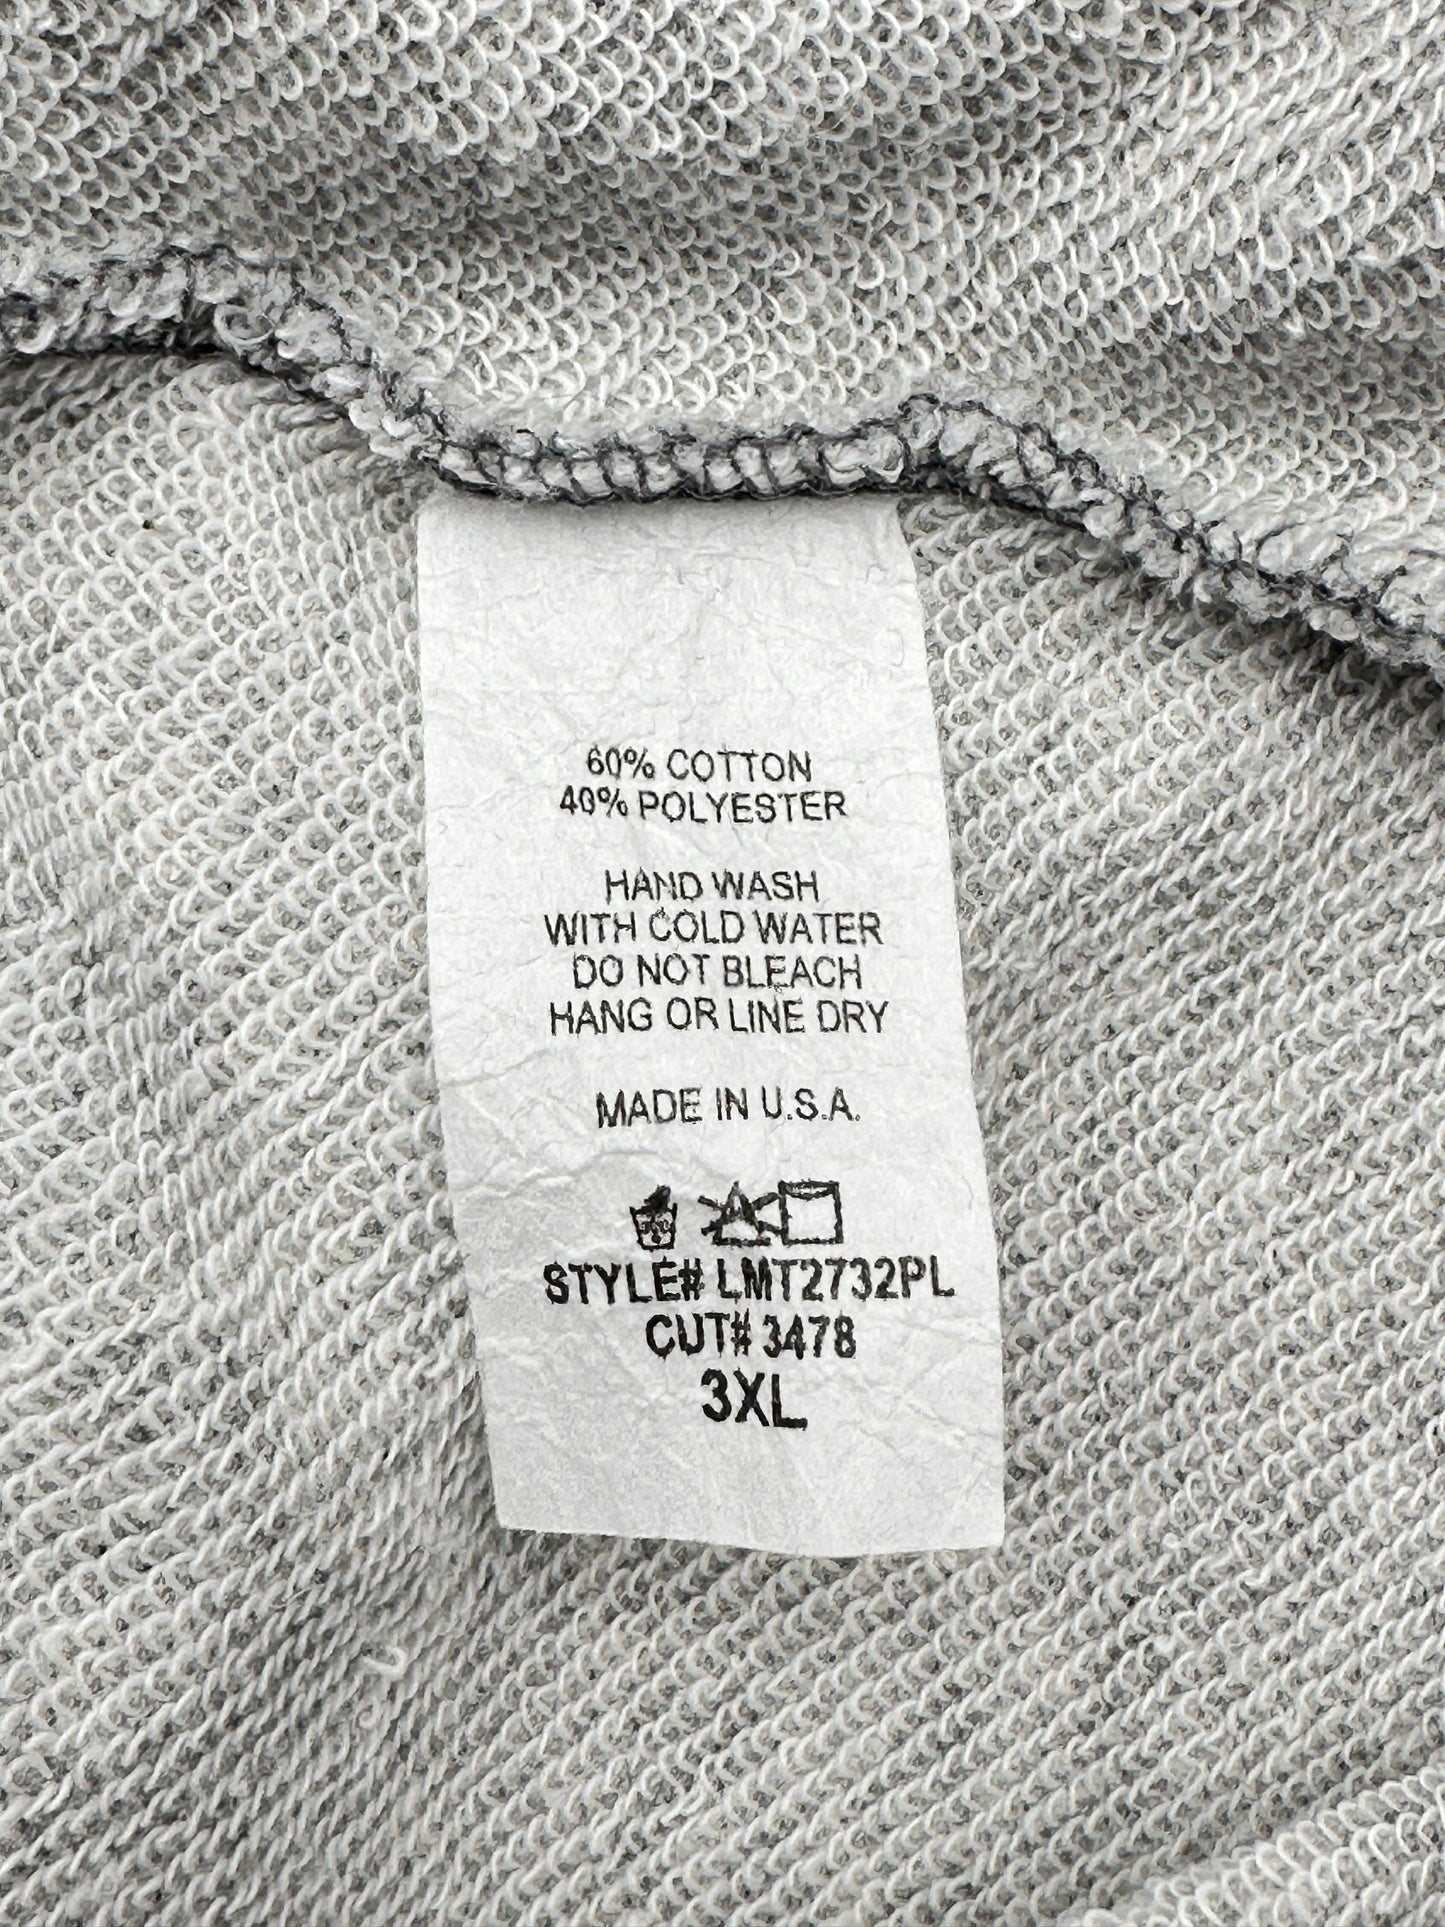 60% COTTON
40% POLYESTER
HAND WASH
WITH COLD WATER
DO NOT BLEACH
HANG OR LINE DRY
MADE IN U.S.A.
STYLE# LMT2732PL
CUT# 3478
3XL